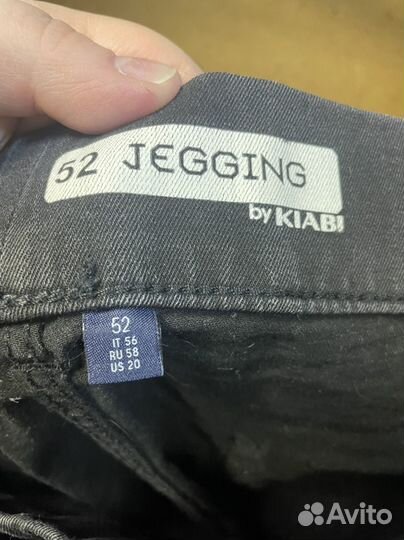 52 JEGGING
by KIABI
52
IT 56
RU 58
US 20
Avito